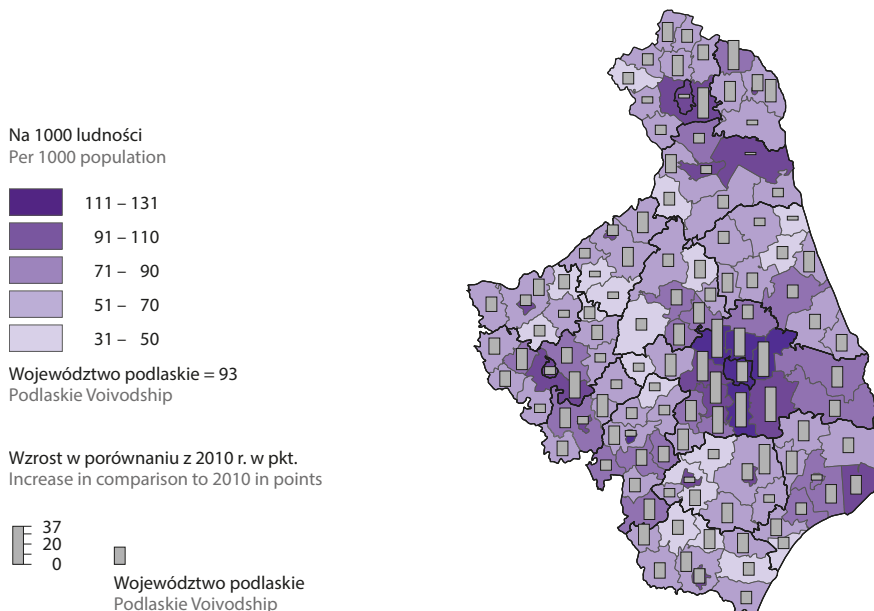 Na 1000 ludności
Per 1000 population
111 – 131
91 – 110
71 – 90
51 – 70
31 – 50
Województwo podlaskie = 93
Podlaskie Voivodship
Wzrost w porównaniu z 2010 r. w pkt.
Increase in comparison to 2010 in points
37
20
0
Województwo podlaskie
Podlaskie Voivodship